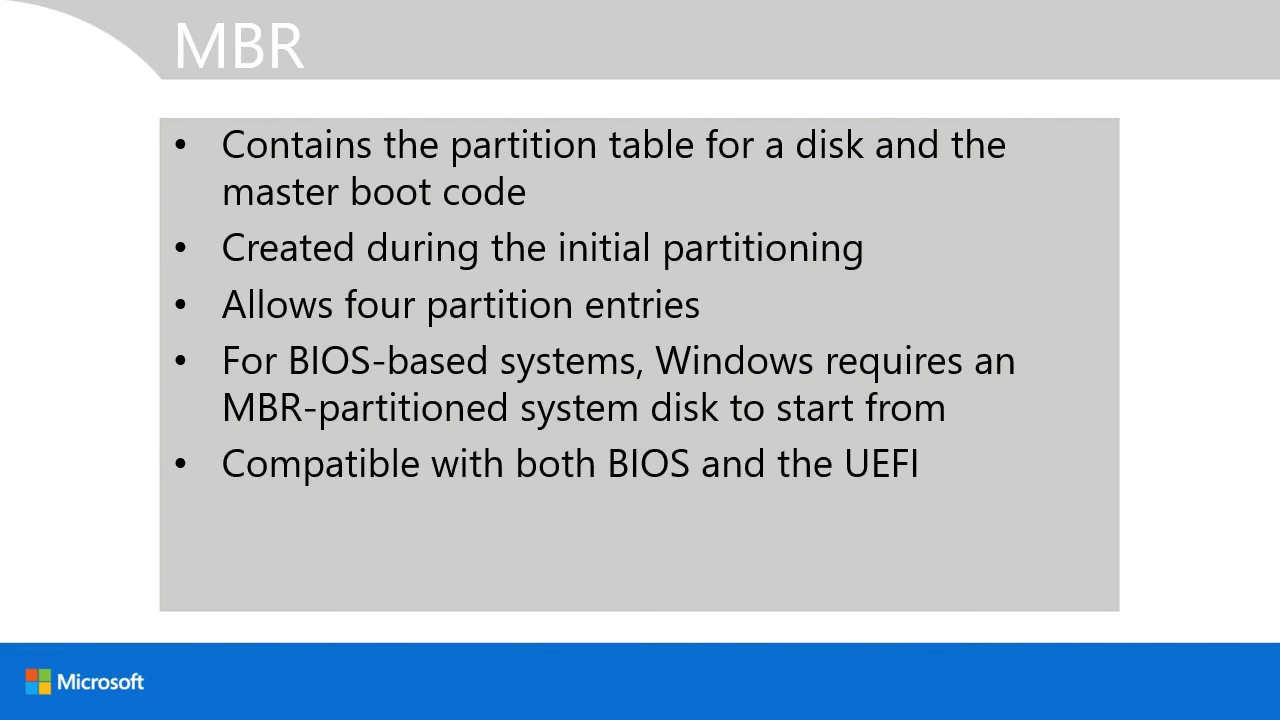 MBR
• Contains the partition table for a disk and the
master boot code
• Created during the initial partitioning
• Allows four partition entries
• For BIOS-based systems, Windows requires an
MBR-partitioned system disk to start from
• Compatible with both BIOS and the UEFI
Microsoft